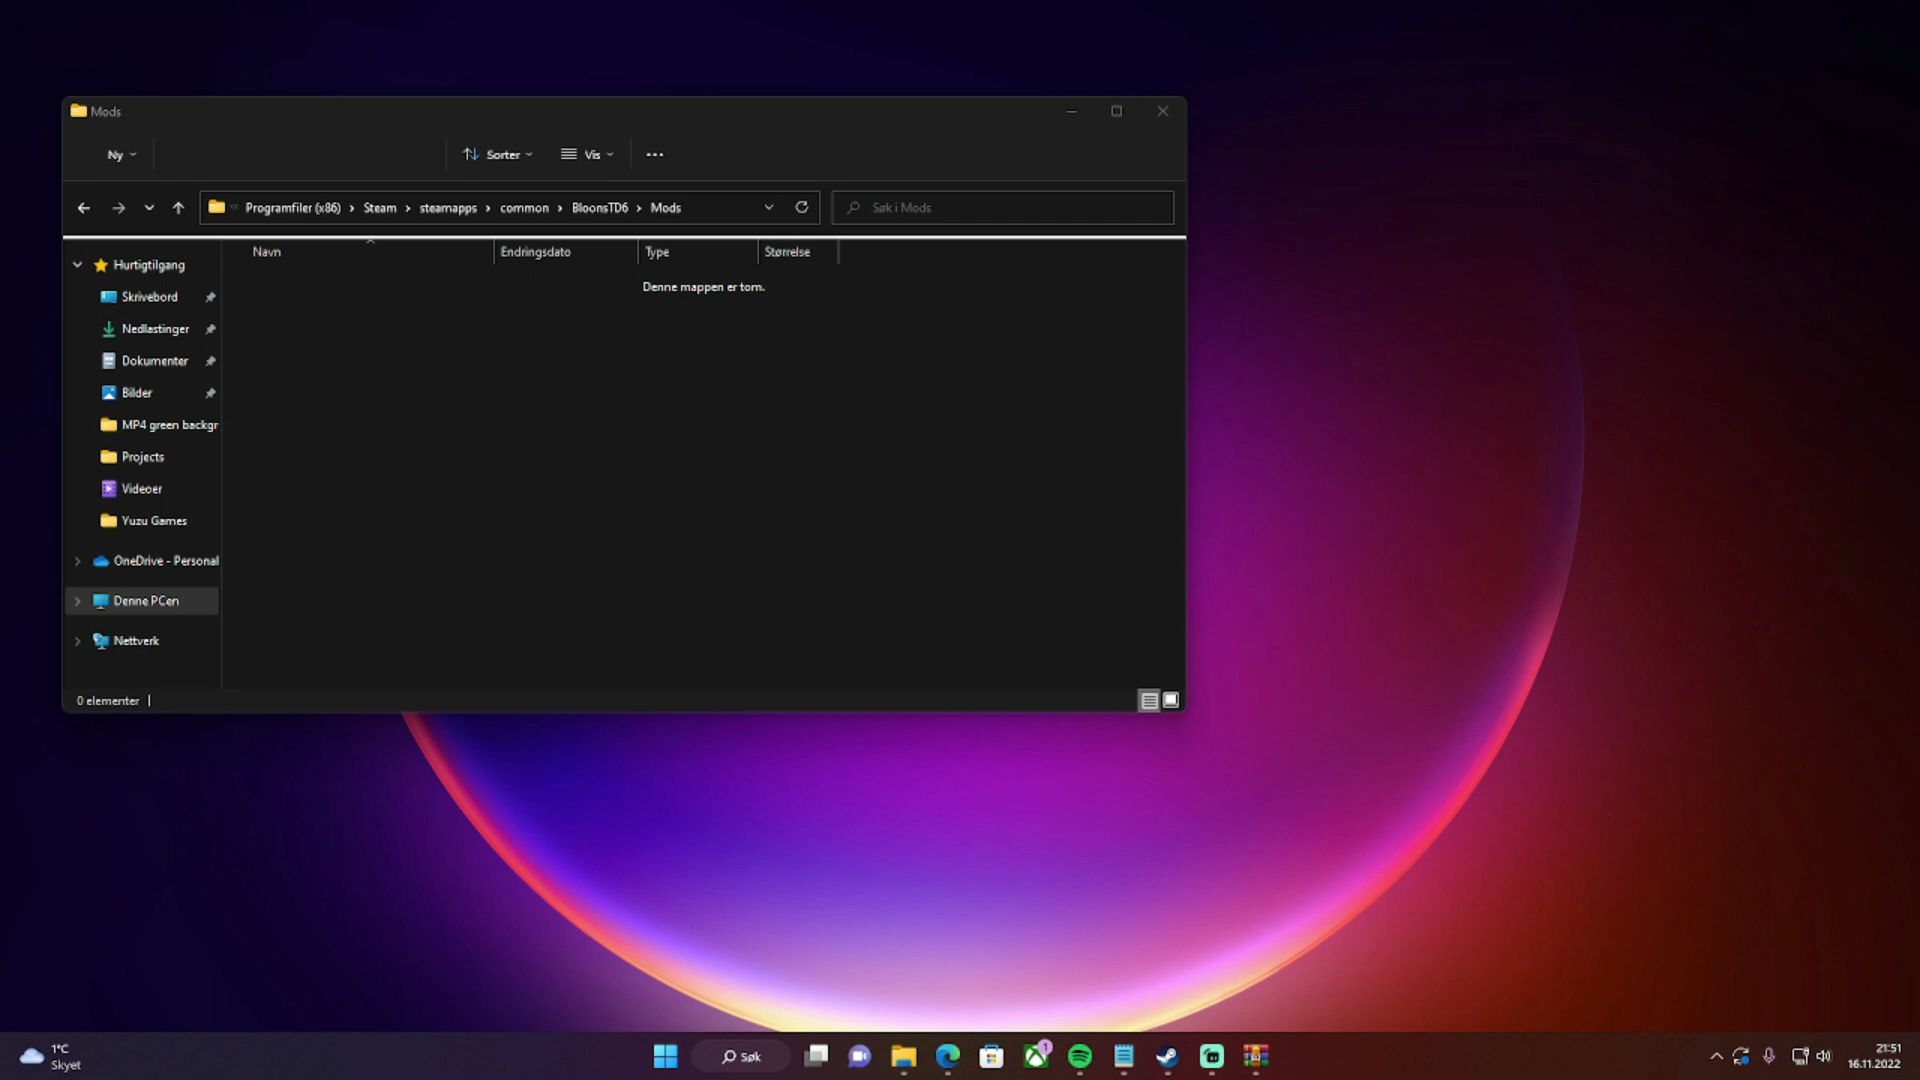 Mods
Ny
Sorter
Vis
Programfiler (x86) › Steam › steamapps › common › BloonsTD6 › Mods
Søk i Mods
Navn
Endringsdato
Type
Størrelse
Denne mappen er tom.
Hurtigtilgang
Skrivebord
Nedlastinger
Dokumenter
Bilder
MP4 green backgr
Projects
Videoer
Yuzu Games
OneDrive - Personal
Denne PCen
Nettverk
0 elementer
1°C
Skyet
Søk
1
21:51
16.11.2022